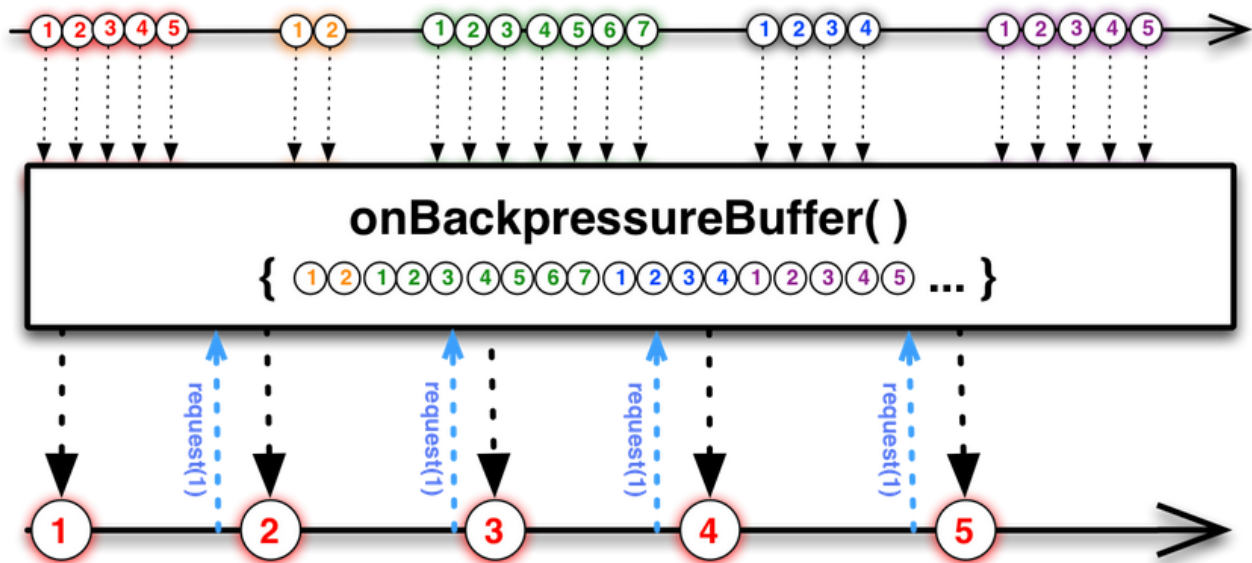 1 2 3 4 5 1 2 1 2 3 4 5 6 7 1 2 3 4 1 2 3 4 5
onBackpressureBuffer( )
{ 1 2 1 2 3 4 5 6 7 1 2 3 4 1 2 3 4 5 ... }
request(1) request(1) request(1) request(1)
1 2 3 4 5